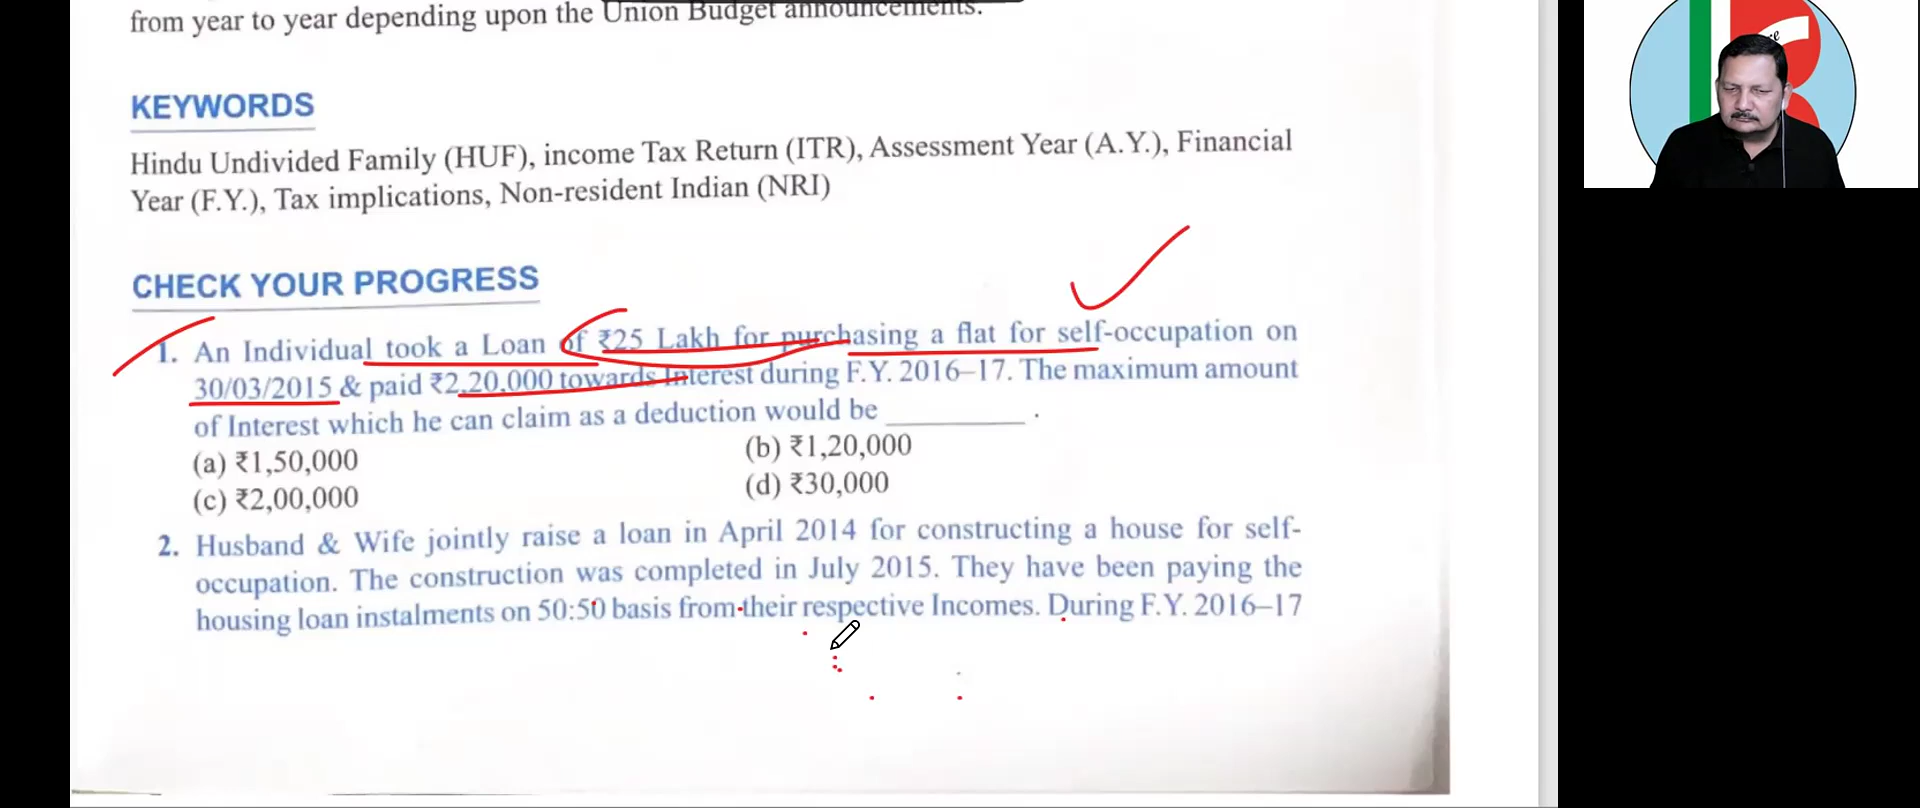 from year to year depending upon the Union Budget announcements.
KEYWORDS
Hindu Undivided Family (HUF), income Tax Return (ITR), Assessment Year (A.Y.), Financial
Year (F.Y.), Tax implications, Non-resident Indian (NRI)
CHECK YOUR PROGRESS
1. An Individual took a Loan of ₹25 Lakh for purchasing a flat for self-occupation on
30/03/2015 & paid ₹2,20,000 towards Interest during F.Y. 2016–17. The maximum amount
of Interest which he can claim as a deduction would be __________ .
(a) ₹1,50,000 (b) ₹1,20,000
(c) ₹2,00,000 (d) ₹30,000
2. Husband & Wife jointly raise a loan in April 2014 for constructing a house for self-
occupation. The construction was completed in July 2015. They have been paying the
housing loan instalments on 50:50 basis from their respective Incomes. During F.Y. 2016–17